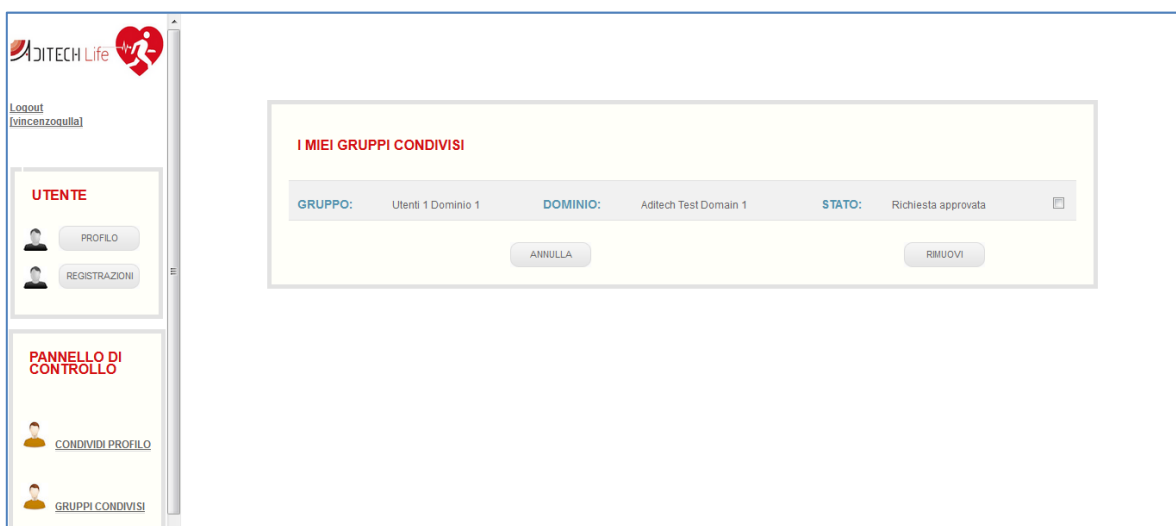 ADITECH Life
Logout
[vincenzogulla]
UTENTE
PROFILO
REGISTRAZIONI
PANNELLO DI
CONTROLLO
CONDIVIDI PROFILO
GRUPPI CONDIVISI
I MIEI GRUPPI CONDIVISI
GRUPPO: Utenti 1 Dominio 1 DOMINIO: Aditech Test Domain 1 STATO: Richiesta approvata
ANNULLA RIMUOVI